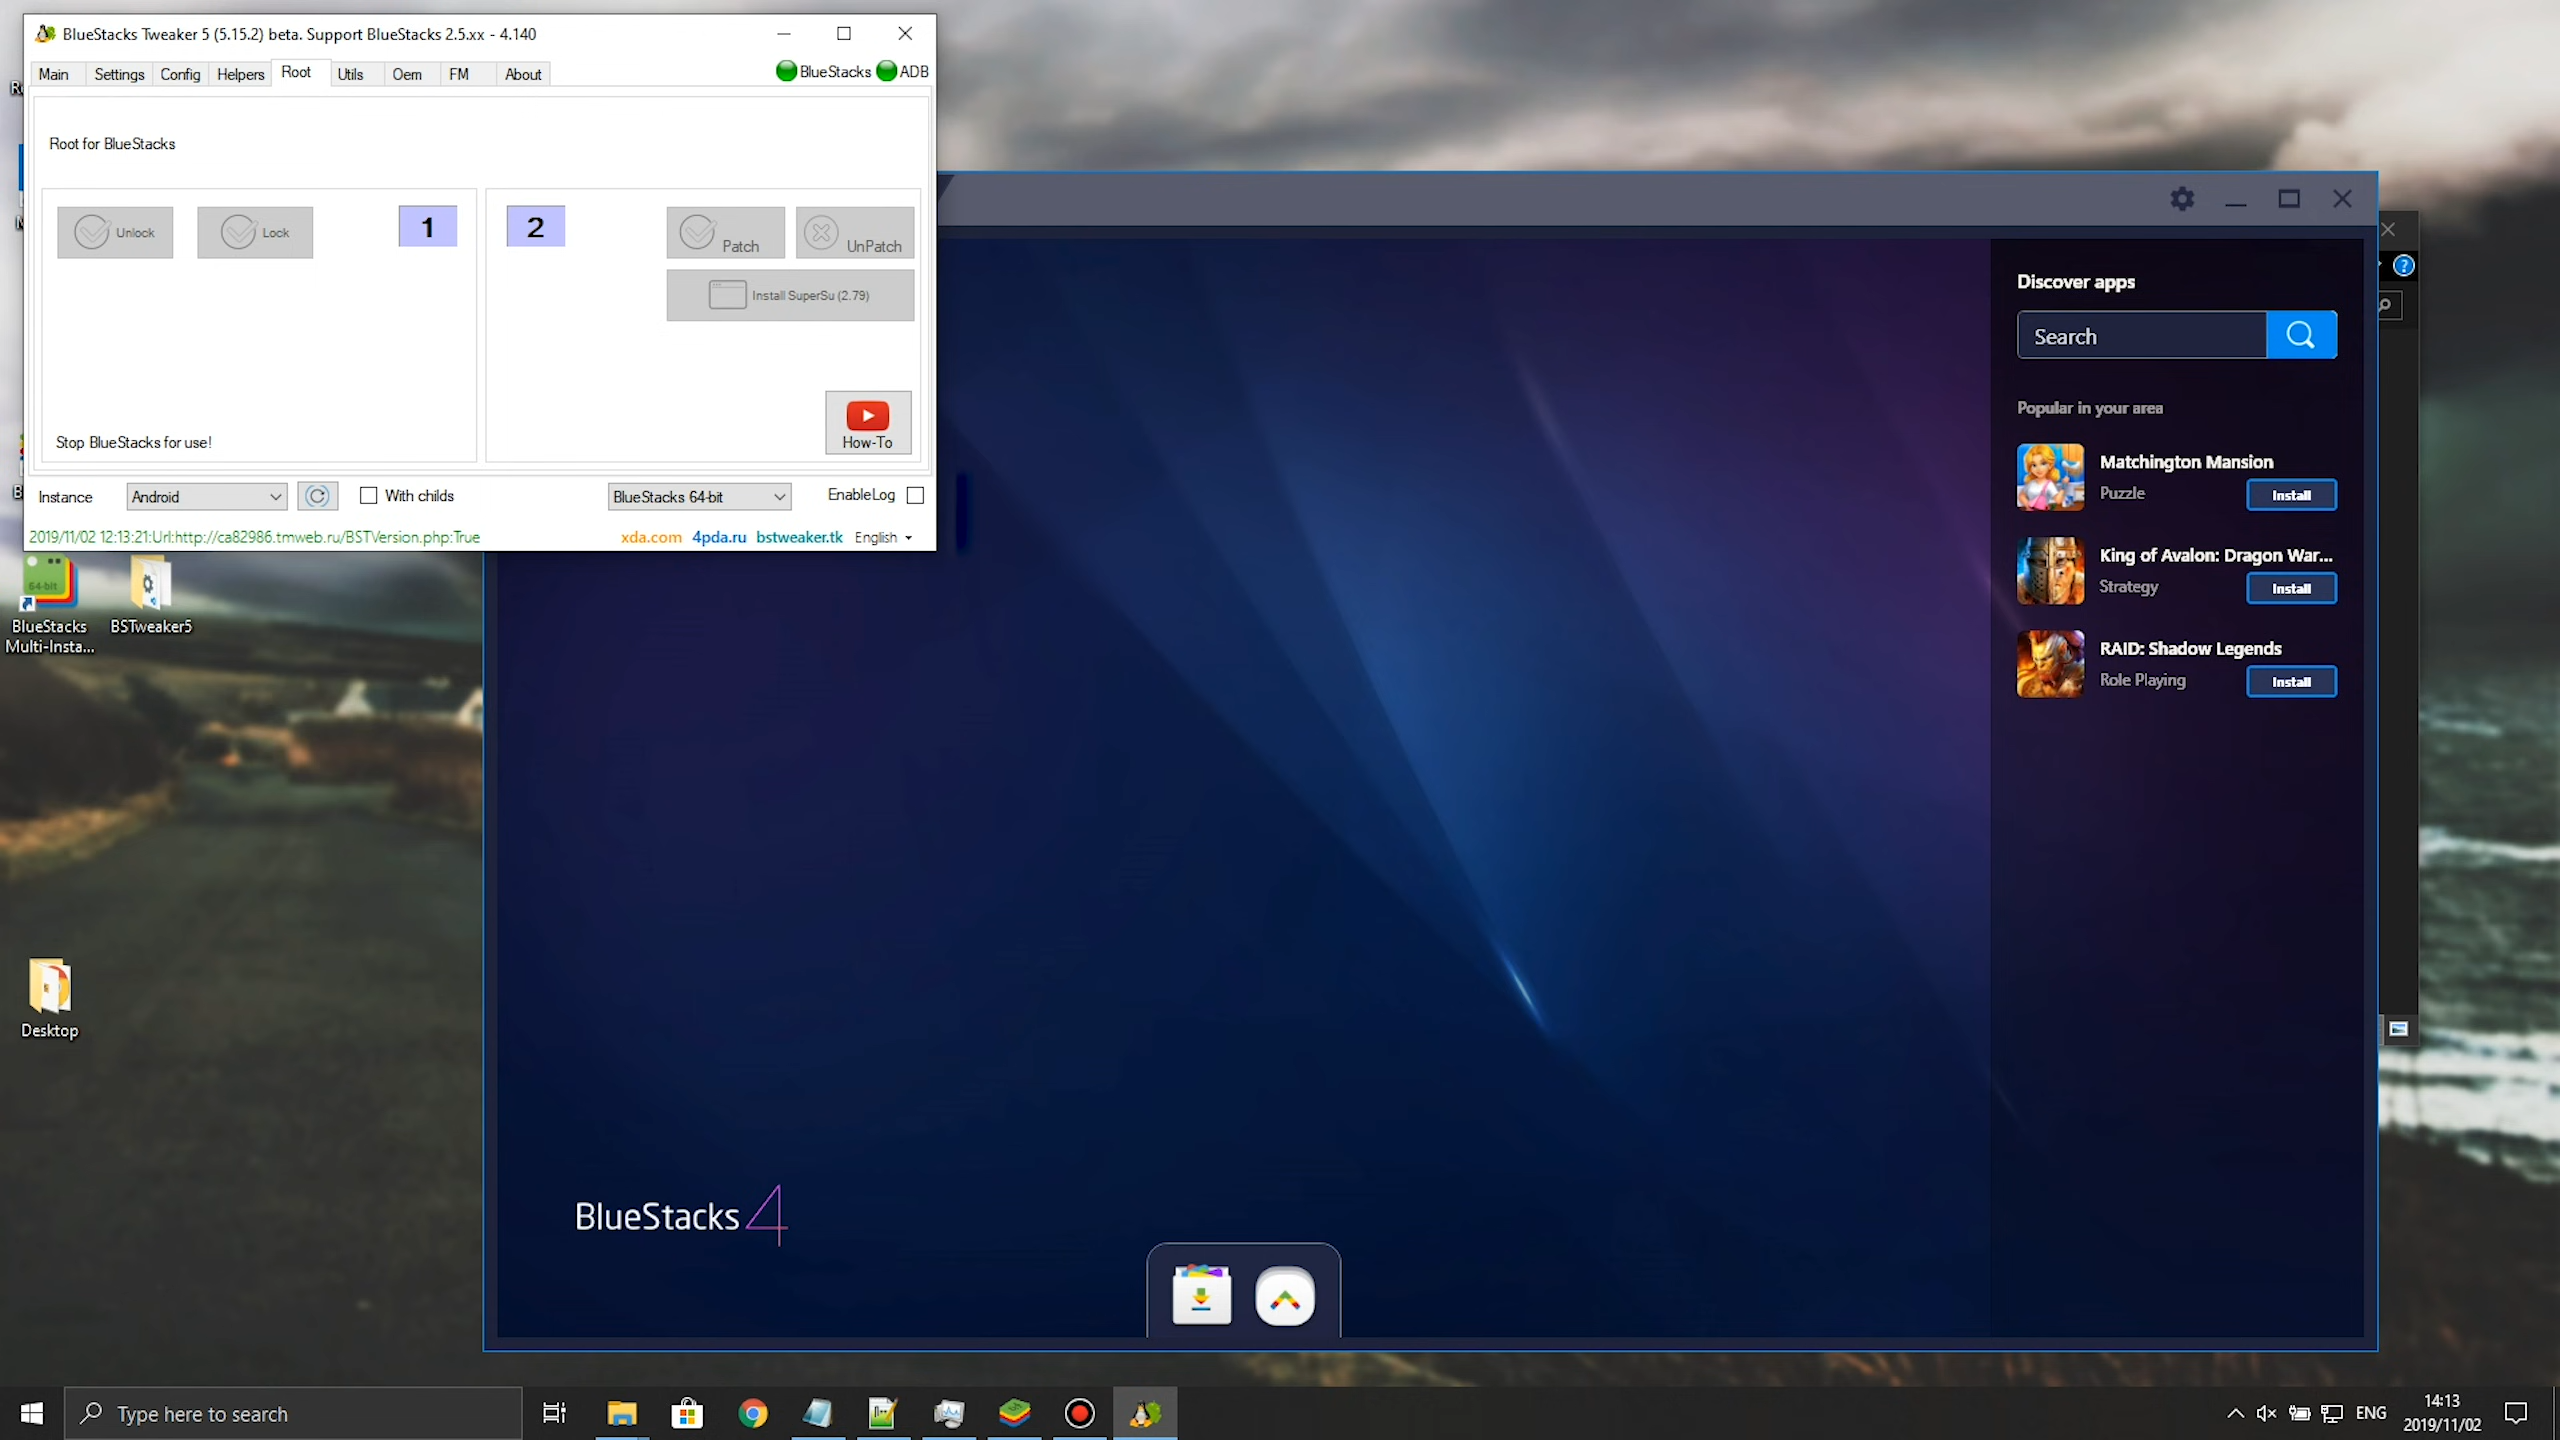 BlueStacks Tweaker 5 (5.15.2) beta. Support BlueStacks 2.5.xx - 4.140
Main Settings Config Helpers Root Utils Oem FM About
BlueStacks ADB
Root for BlueStacks
Unlock Lock 1
2 Patch UnPatch
Install SuperSu (2.79)
How-To
Stop BlueStacks for use!
Instance Android With childs BlueStacks 64-bit EnableLog
2019/11/02 12:13:21:Url:http://ca82986.tmweb.ru/BSTVersion.php:True
xda.com 4pda.ru bstweaker.tk English
Discover apps
Search
Popular in your area
Matchington Mansion
Puzzle
Install
King of Avalon: Dragon War...
Strategy
Install
RAID: Shadow Legends
Role Playing
Install
64-bit
BlueStacks
Multi-Insta...
BSTweaker5
Desktop
BlueStacks 4
Type here to search
ENG
14:13
2019/11/02